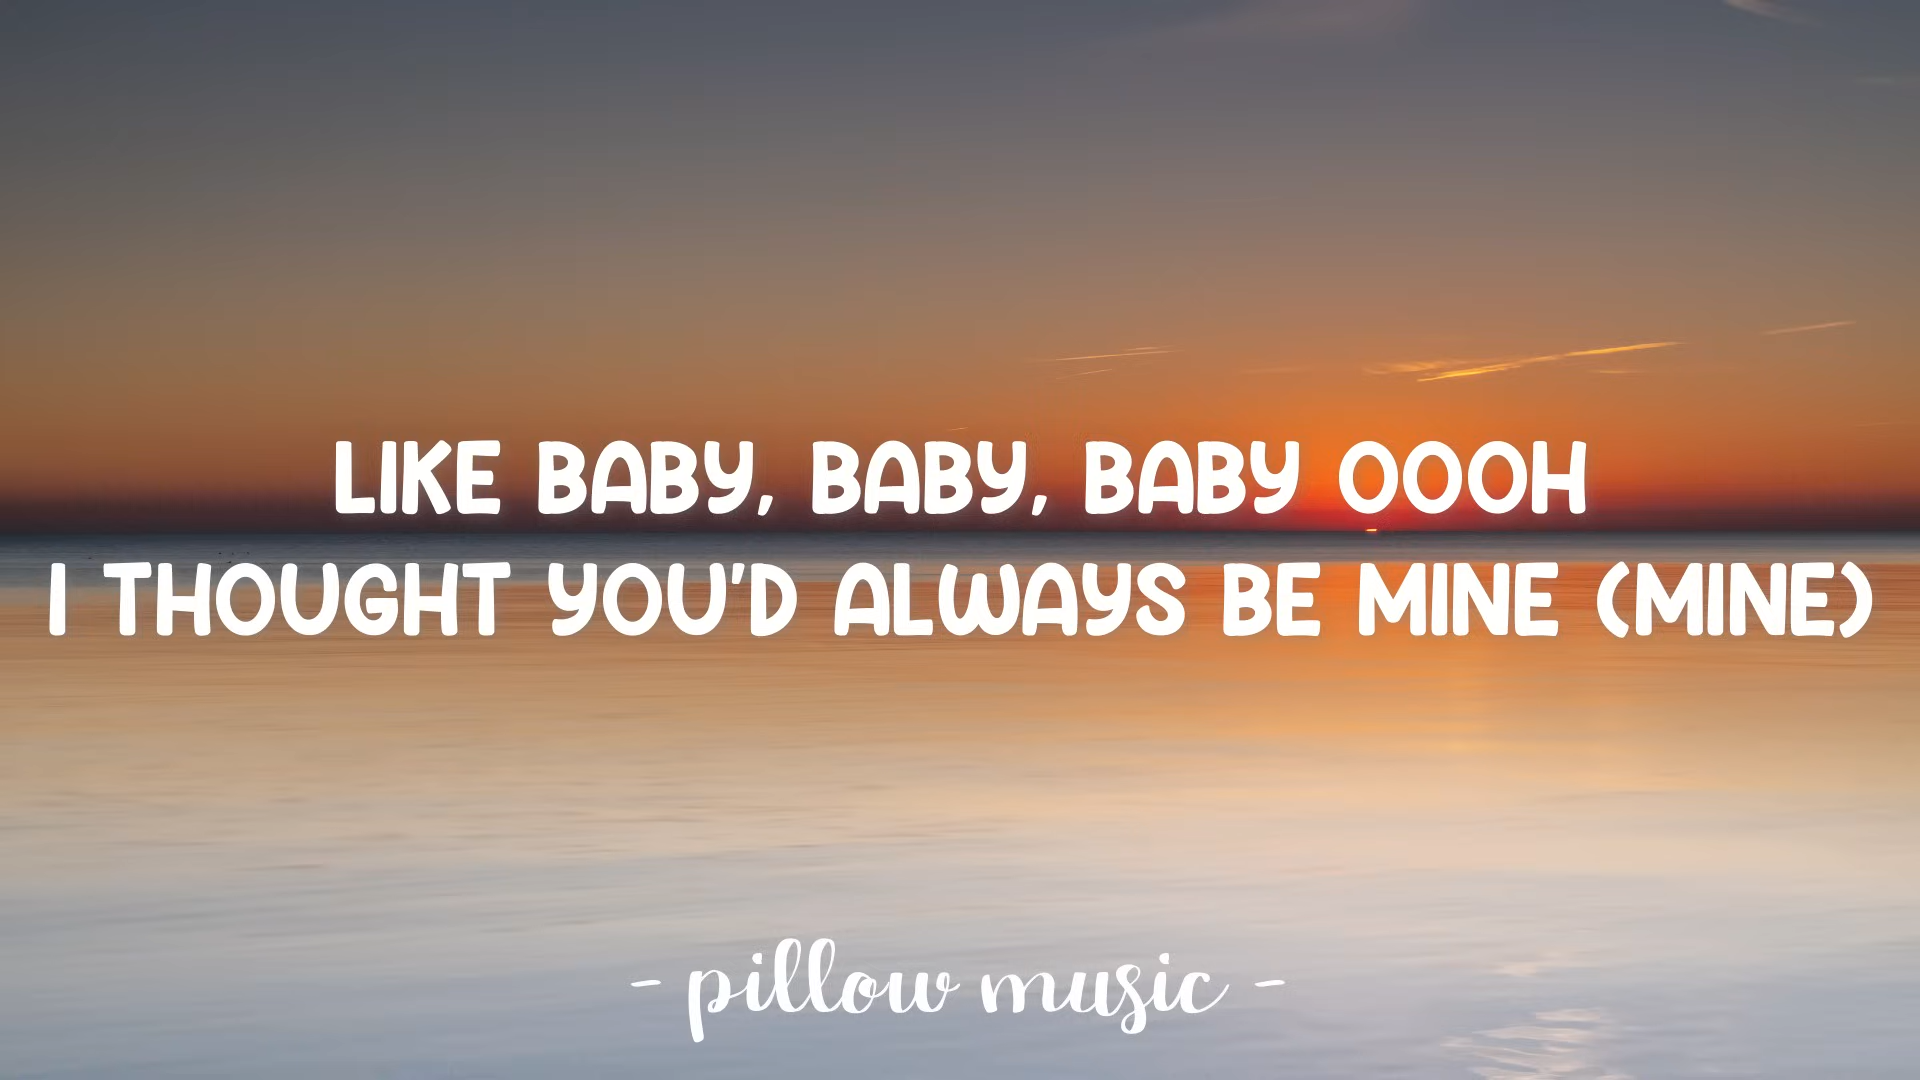 LIKE BABY, BABY, BABY OOOH
I THOUGHT YOU'D ALWAYS BE MINE (MINE)
- pillow music -